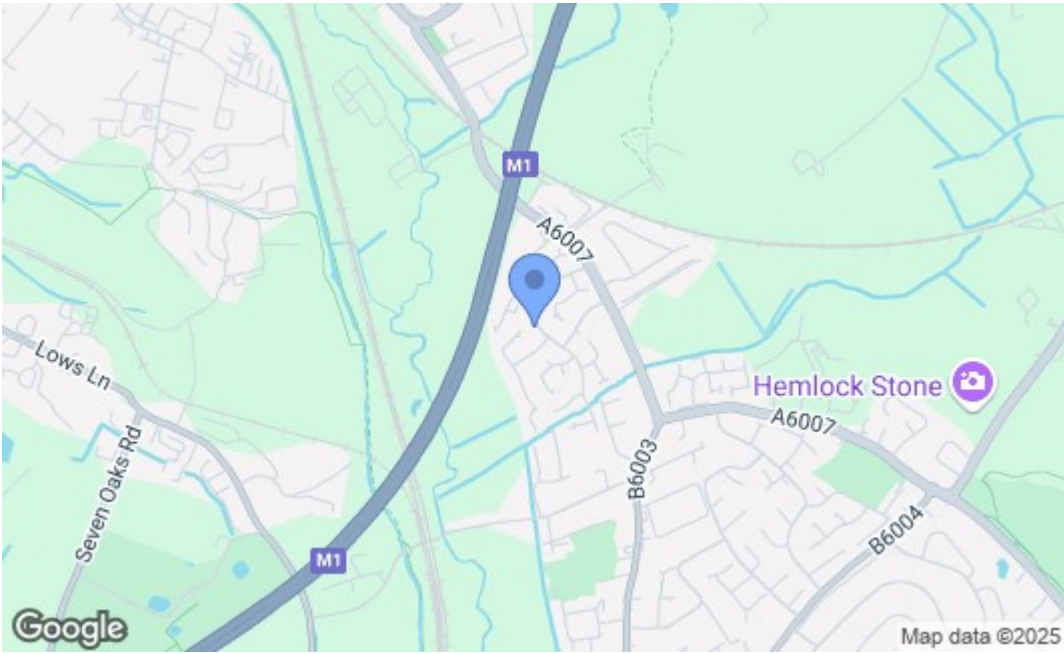 M1
A6007
Lows Ln
Hemlock Stone
A6007
Seven Oaks Rd
B6003
B6004
M1
Google
Map data ©2025